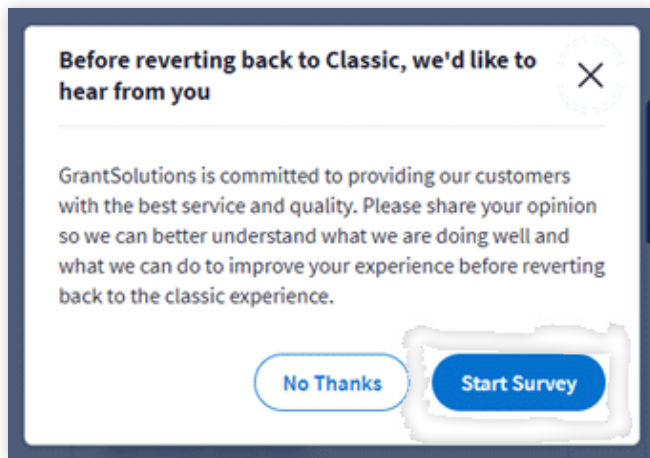 Before reverting back to Classic, we'd like to
hear from you
GrantSolutions is committed to providing our customers
with the best service and quality. Please share your opinion
so we can better understand what we are doing well and
what we can do to improve your experience before reverting
back to the classic experience.
No Thanks
Start Survey